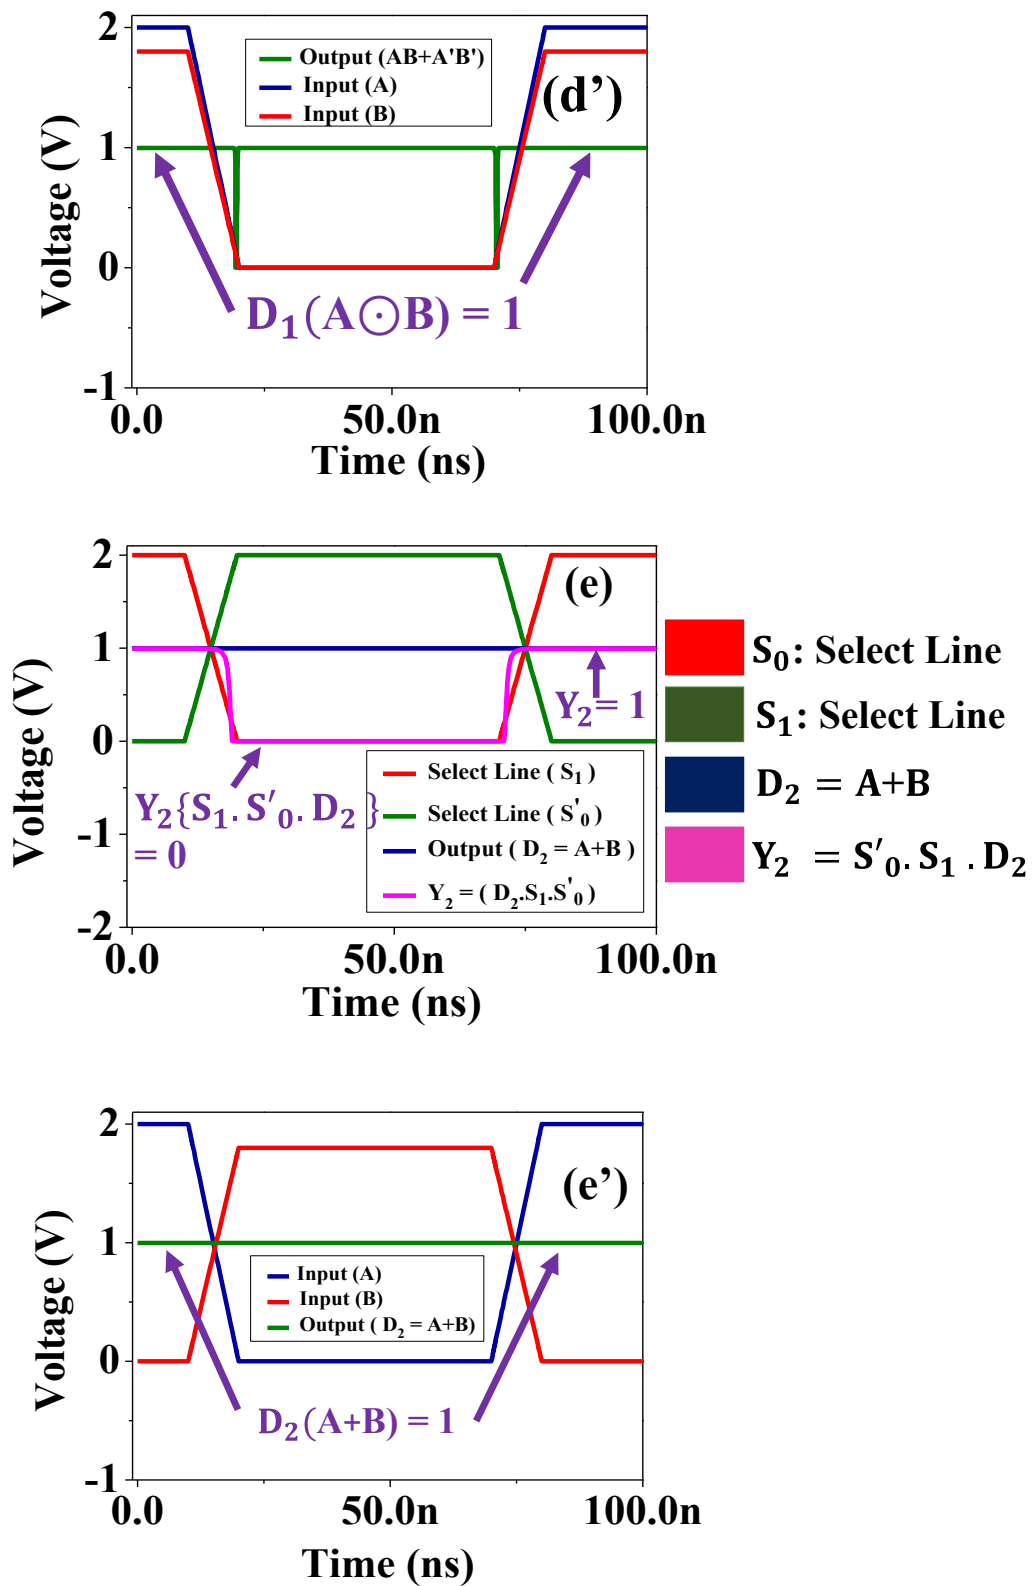 2
Output (AB+A'B')
Input (A)
Input (B)
(d’)
1
0
-1
D₁(A⊙B) = 1
Voltage (V)
0.0 50.0n 100.0n
Time (ns)
2
(e)
1
Y₂= 1
0
Y₂{S₁. S′₀. D₂ }
= 0
Select Line ( S₁ )
Select Line ( S'₀ )
Output ( D₂ = A+B )
Y₂ = ( D₂.S₁.S'₀ )
-1
-2
Voltage (V)
0.0 50.0n 100.0n
Time (ns)
S₀: Select Line
S₁: Select Line
D₂ = A+B
Y₂ = S′₀. S₁ . D₂
2
(e’)
1
Input (A)
Input (B)
Output ( D₂ = A+B)
0
D₂(A+B) = 1
-1
Voltage (V)
0.0 50.0n 100.0n
Time (ns)